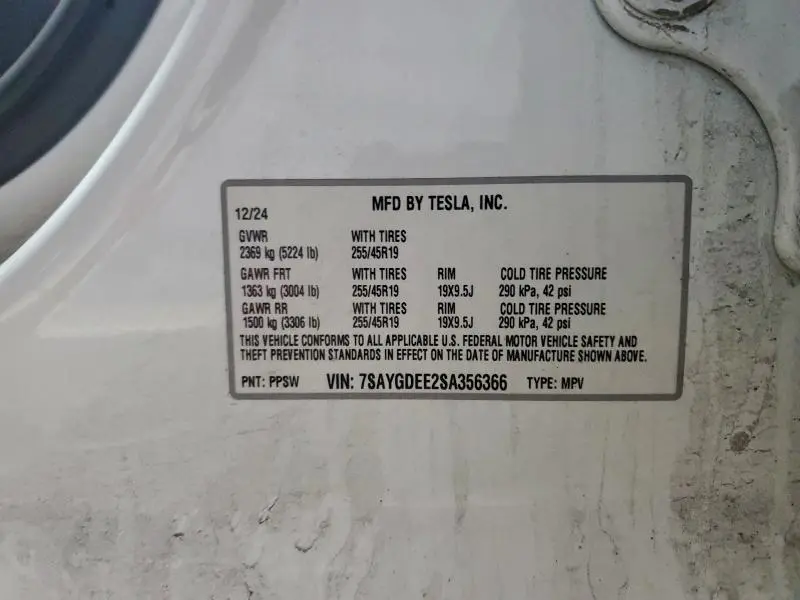 MFD BY TESLA, INC.
12/24
GVWR WITH TIRES
2369 kg (5224 lb) 255/45R19
GAWR FRT WITH TIRES RIM COLD TIRE PRESSURE
1363 kg (3004 lb) 255/45R19 19X9.5J 290 kPa, 42 psi
GAWR RR WITH TIRES RIM COLD TIRE PRESSURE
1500 kg (3306 lb) 255/45R19 19X9.5J 290 kPa, 42 psi
THIS VEHICLE CONFORMS TO ALL APPLICABLE U.S. FEDERAL MOTOR VEHICLE SAFETY AND
THEFT PREVENTION STANDARDS IN EFFECT ON THE DATE OF MANUFACTURE SHOWN ABOVE.
PNT: PPSW VIN: 7SAYGDEE2SA356366 TYPE: MPV